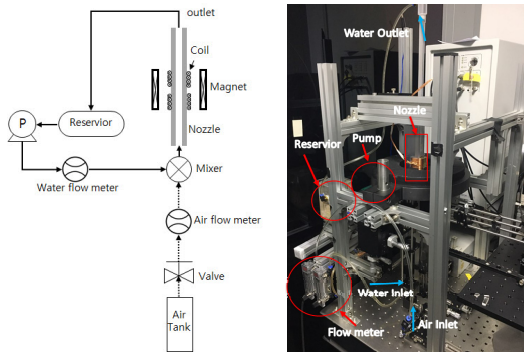 outlet
Coil
Magnet
P
Reservior
Nozzle
Water flow meter
Mixer
Air flow meter
Valve
Air
Tank
Water Outlet
Nozzle
Pump
Reservior
Water Inlet
Air Inlet
Flow meter